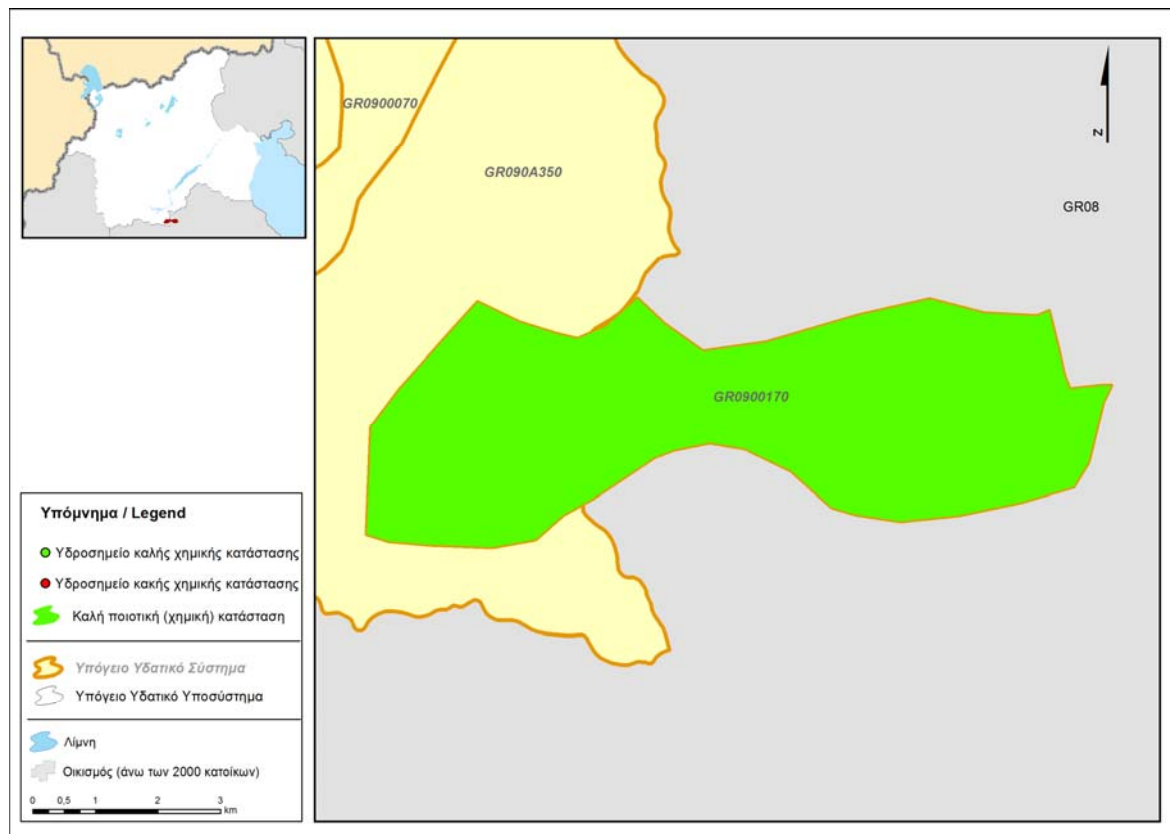 GR0900070
GR090A350
GR08
GR0900170
N
Υπόμνημα / Legend
Υδροσημείο καλής χημικής κατάστασης
Υδροσημείο κακής χημικής κατάστασης
Καλή ποιοτική (χημική) κατάσταση
Υπόγειο Υδατικό Σύστημα
Υπόγειο Υδατικό Υποσύστημα
Λίμνη
Οικισμός (άνω των 2000 κατοίκων)
0 0,5 1 2 3
km